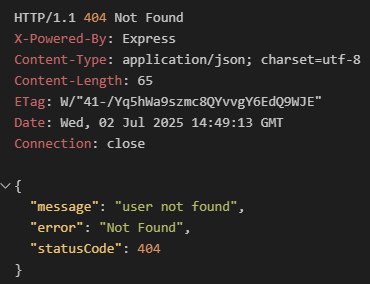 HTTP/1.1 404 Not Found
X-Powered-By: Express
Content-Type: application/json; charset=utf-8
Content-Length: 65
ETag: W/"41-/Yq5hWa9szmc8QYvvgY6EdQ9WJE"
Date: Wed, 02 Jul 2025 14:49:13 GMT
Connection: close

{
  "message": "user not found",
  "error": "Not Found",
  "statusCode": 404
}